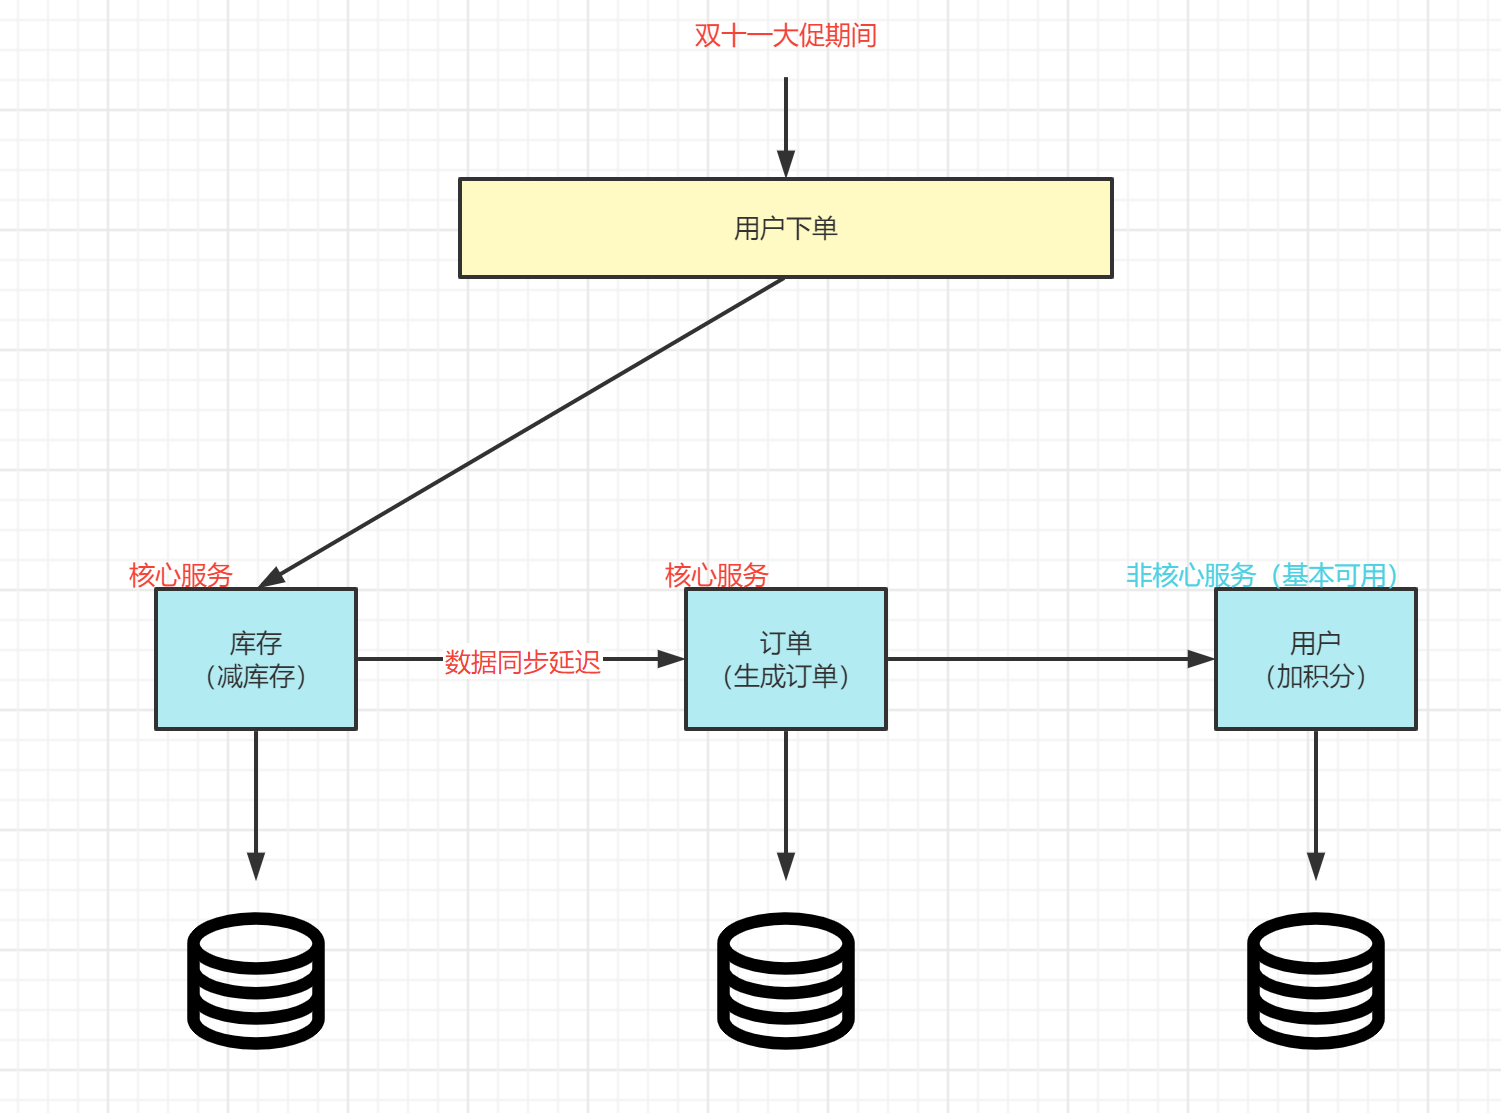 双十一大促期间
用户下单
核心服务
核心服务
非核心服务（基本可用）
库存
（减库存）
数据同步延迟
订单
（生成订单）
用户
（加积分）